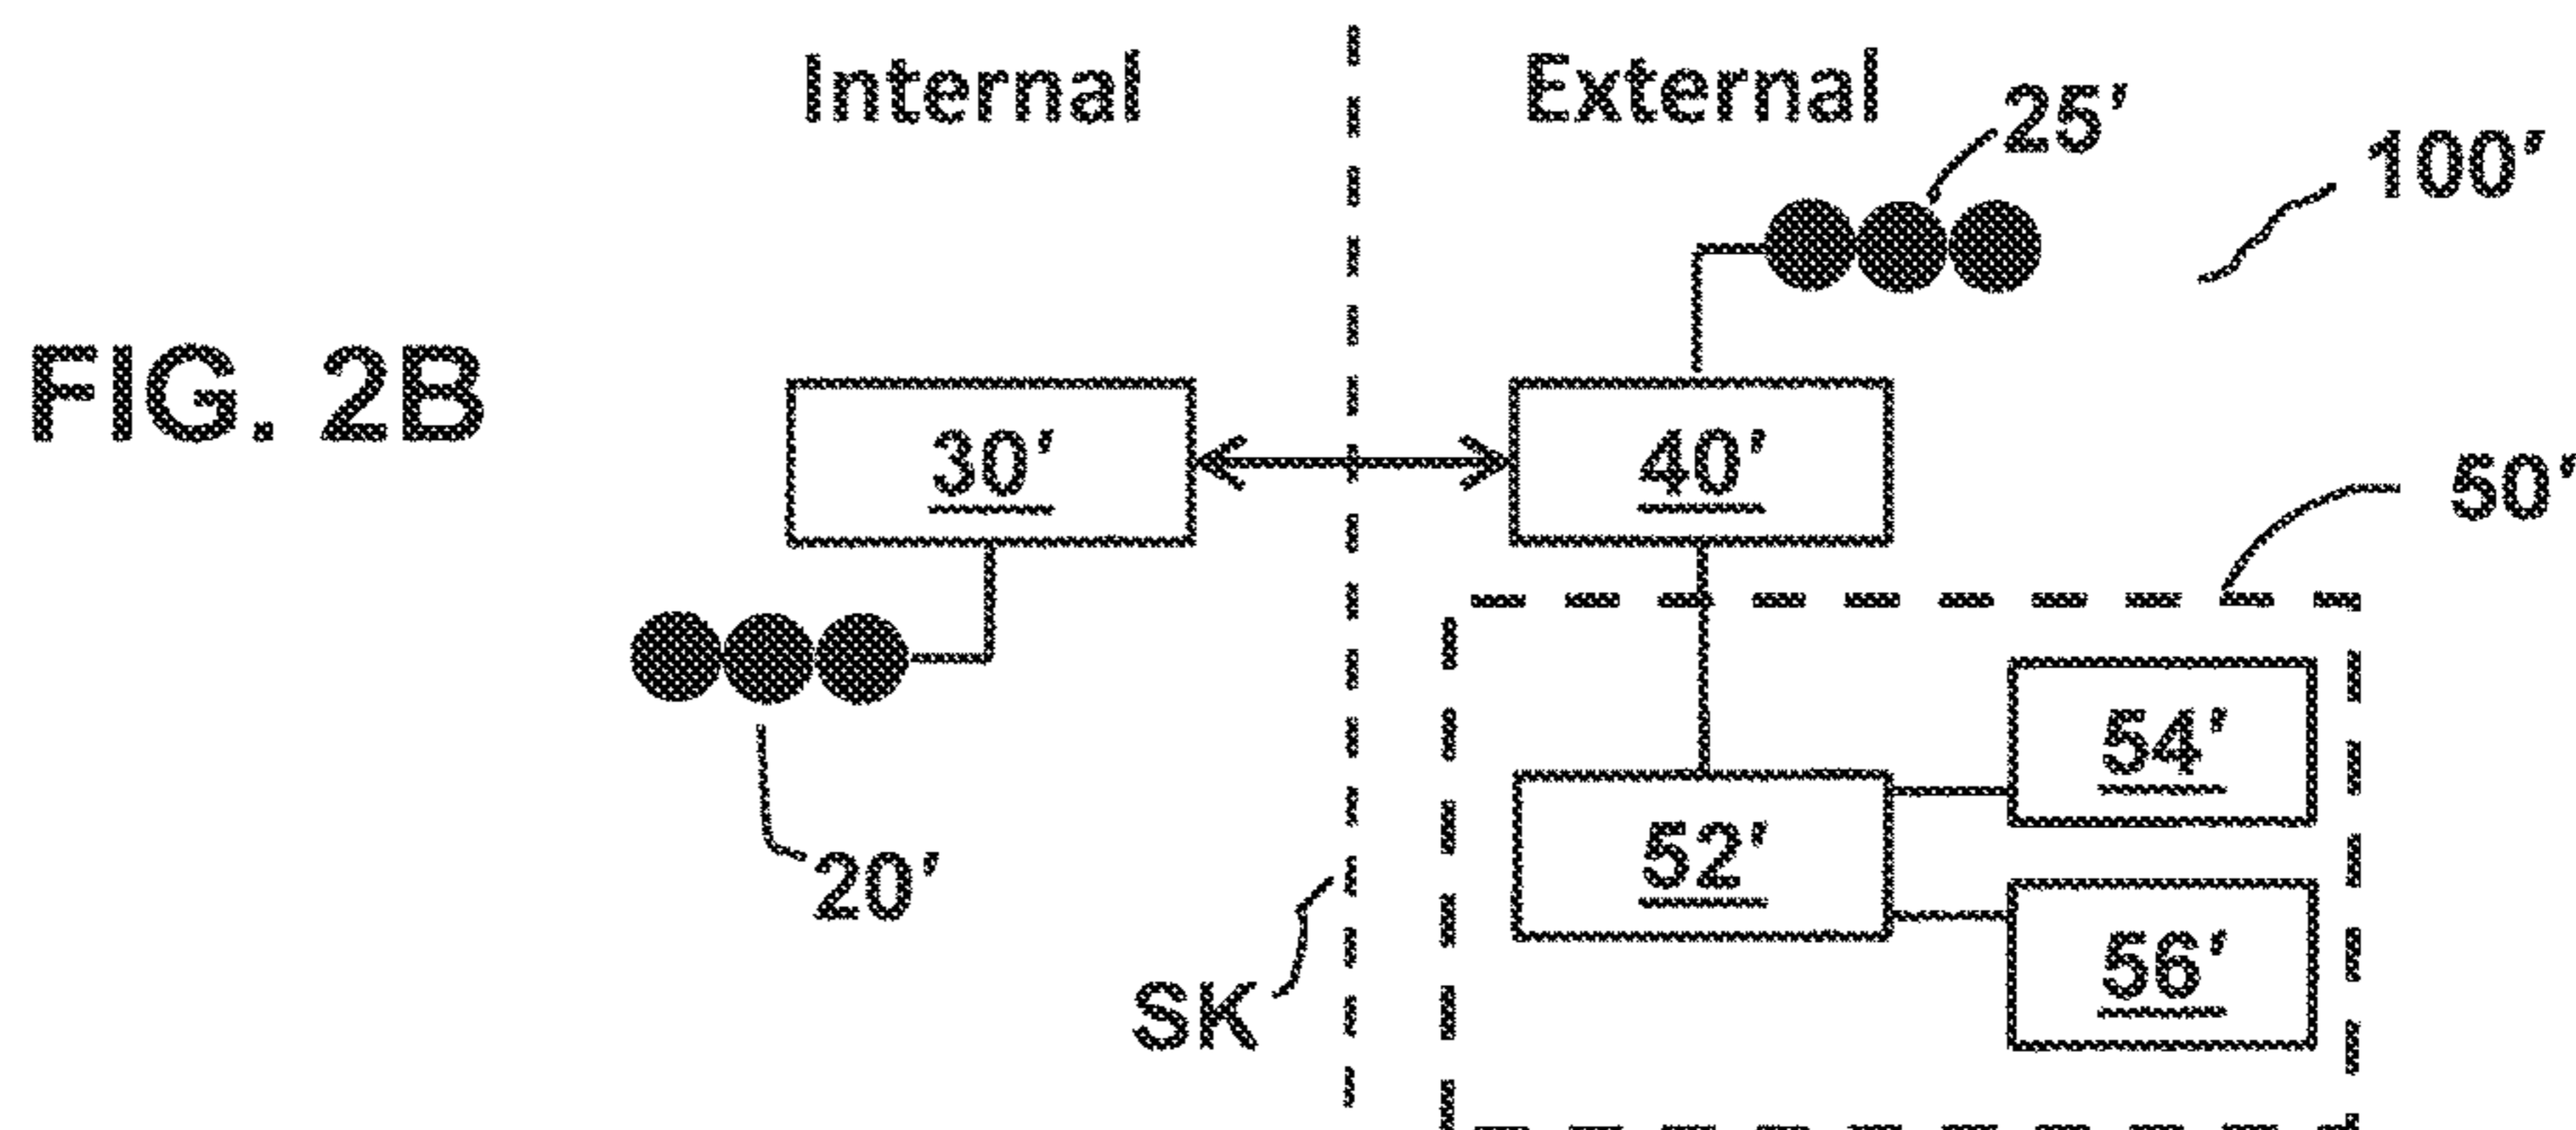 Internal
External
25'
100'
FIG. 2B
30'
40'
50'
54'
52'
20'
56'
SK